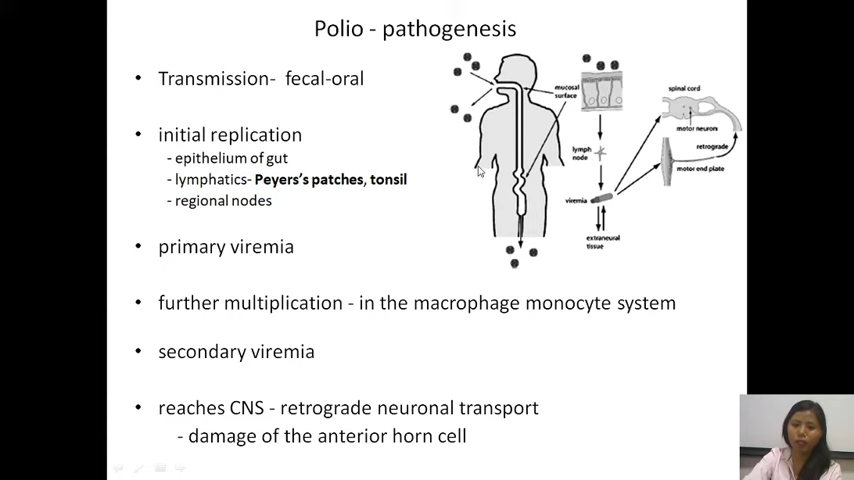 Polio - pathogenesis
• Transmission- fecal-oral
• initial replication
- epithelium of gut
- lymphatics- Peyers's patches, tonsil
- regional nodes
• primary viremia
• further multiplication - in the macrophage monocyte system
• secondary viremia
• reaches CNS - retrograde neuronal transport
- damage of the anterior horn cell
mucosal
surface
lymph
node
viremia
extraneural
tissue
spinal cord
motor neuron
retrograde
motor end plate